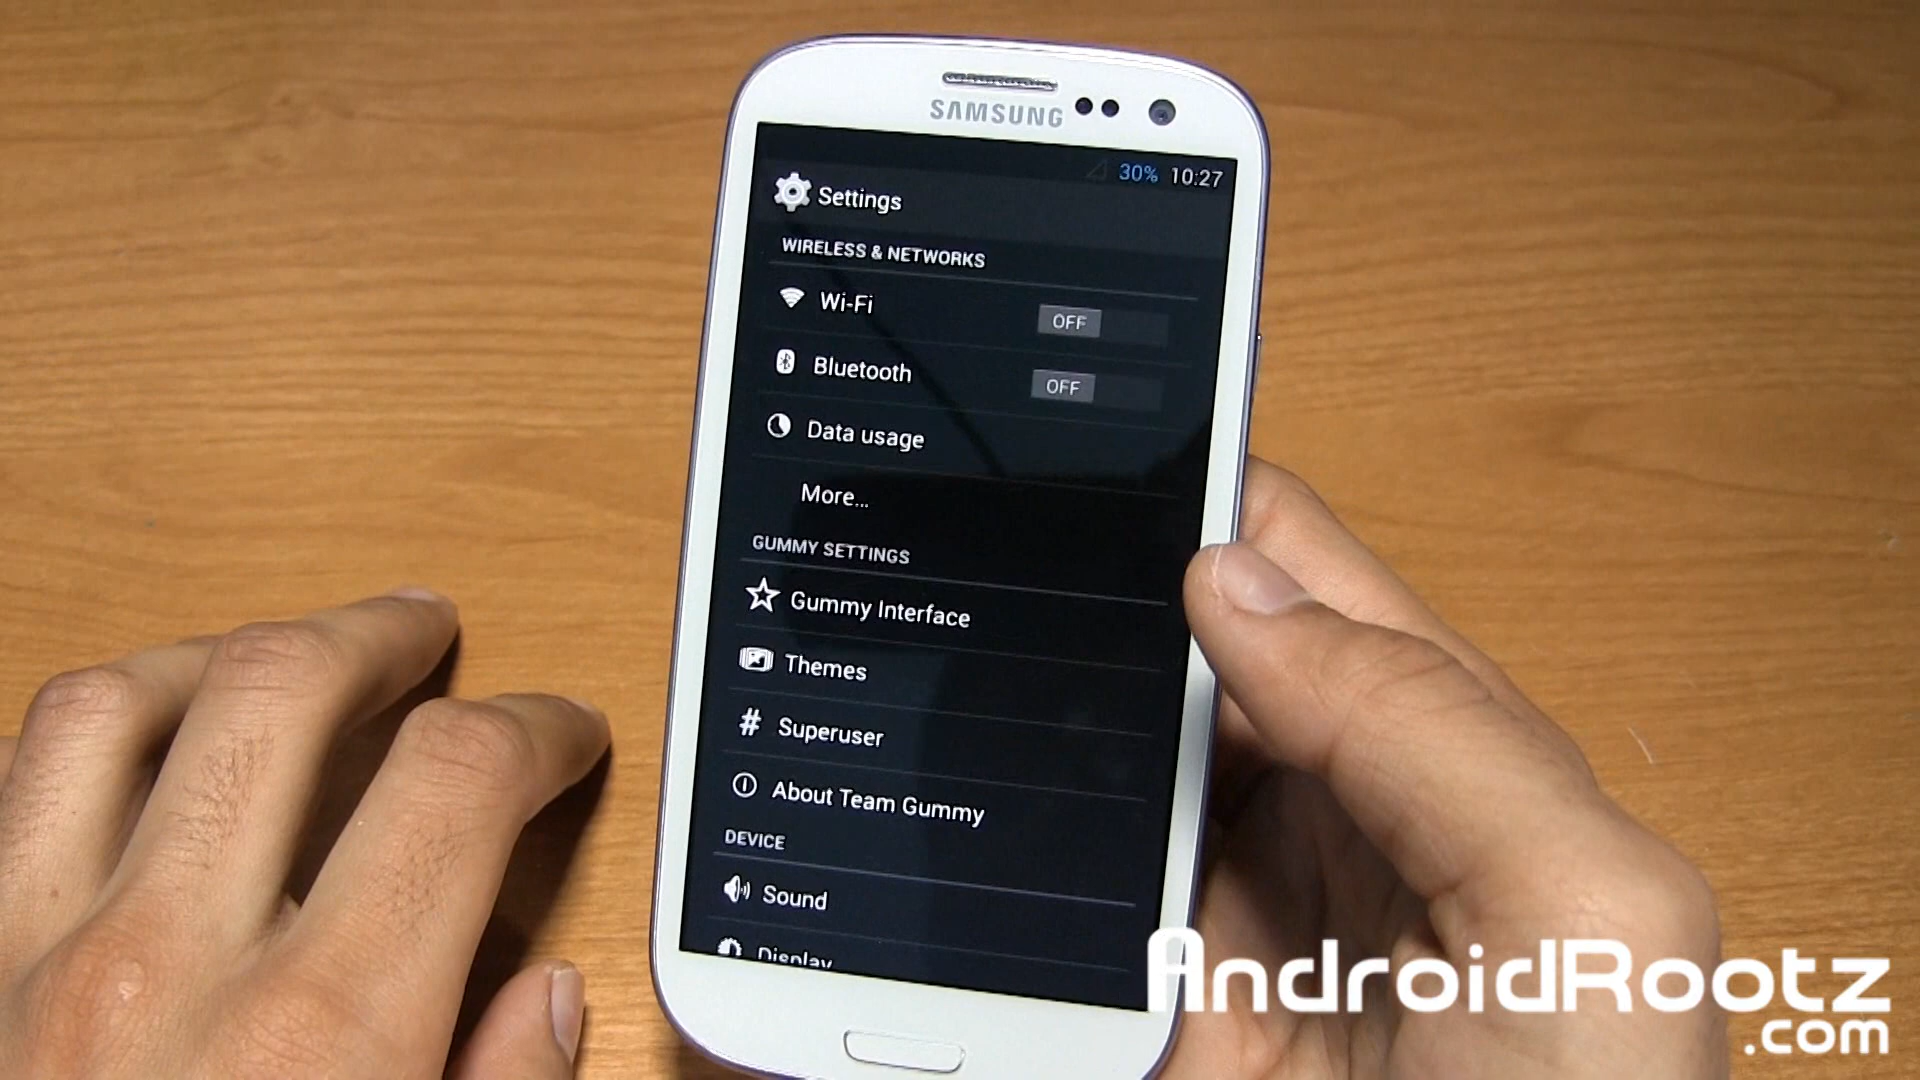 SAMSUNG
30% 10:27
Settings
WIRELESS & NETWORKS
Wi-Fi OFF
Bluetooth OFF
Data usage
More...
GUMMY SETTINGS
Gummy Interface
Themes
# Superuser
About Team Gummy
DEVICE
Sound
Display
AndroidRootz
.com